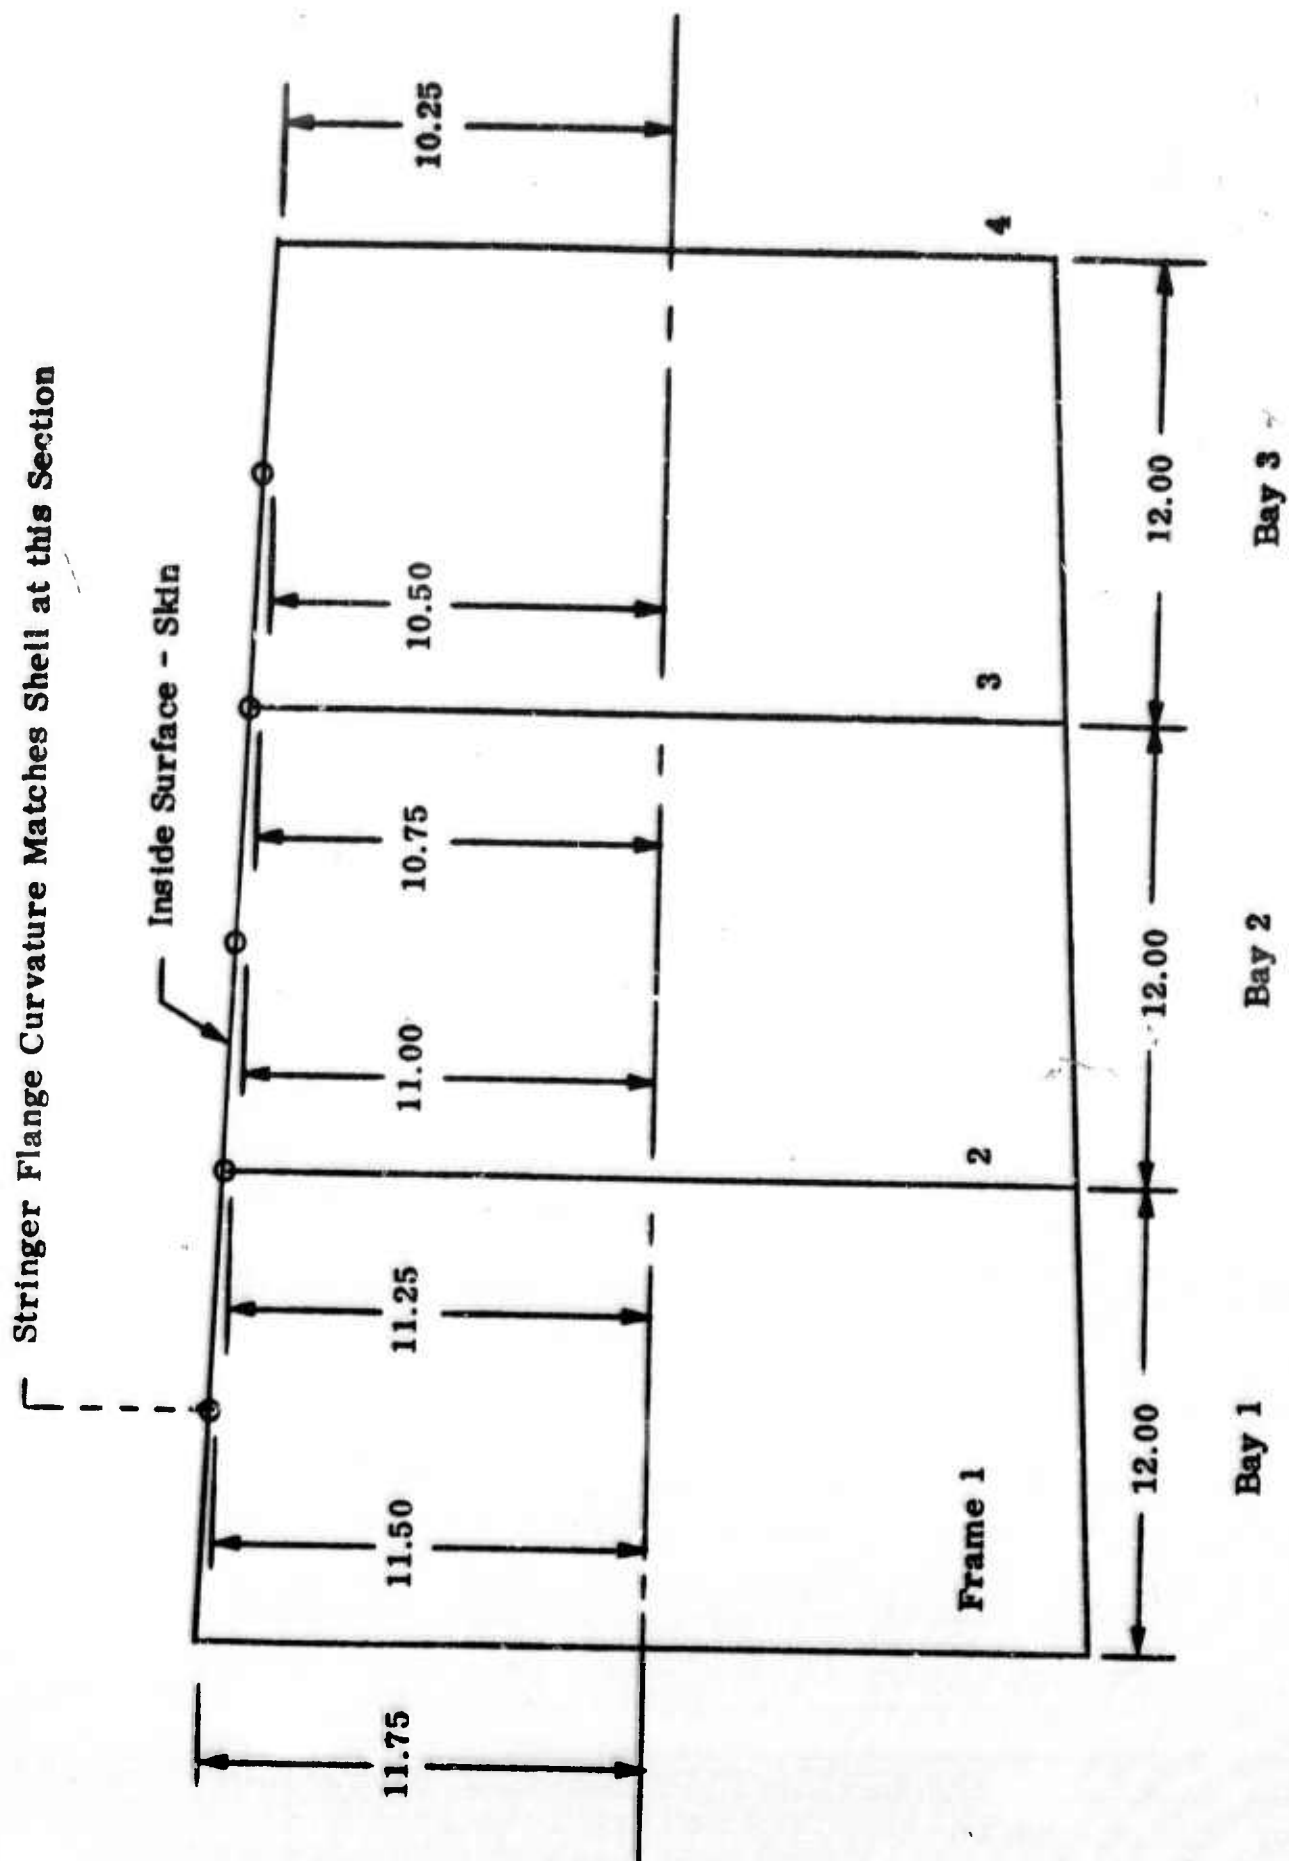 Stringer Flange Curvature Matches Shell at this Section
Inside Surface - Skin
11.75
11.50
11.25
11.00
10.75
10.50
10.25
Frame 1
2
3
4
12.00
12.00
12.00
Bay 1
Bay 2
Bay 3